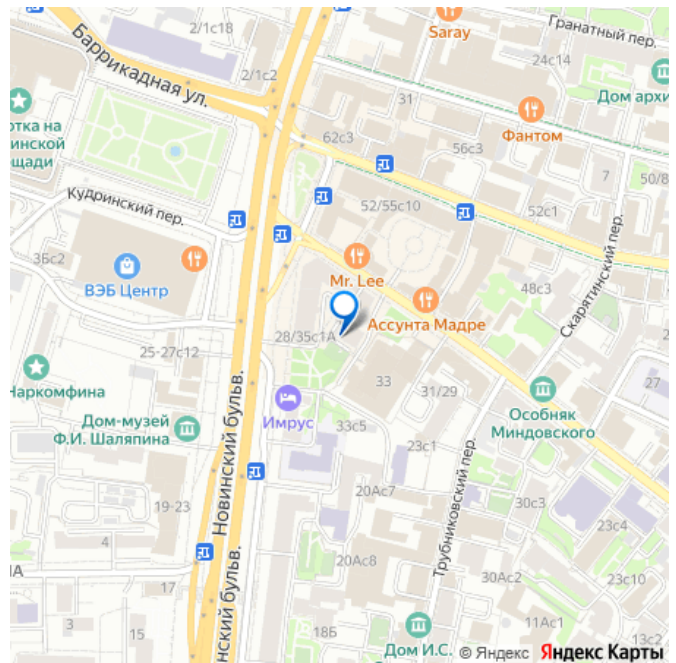 2/1с18
Saray
Гранатный пер.
24с14
Баррикадная ул.
2/1с2
31
Дом архи
отка на
инской
ощади
62с3
Фантом
56с3
7
50/8
Кудринский пер.
52/55с10
52с1
Скарятинский пер.
3Бс2
ВЭБ Центр
Mr. Lee
48с3
Ассунта Мадре
28/35с1А
25-27с12
Наркомфина
33
31/29
27
Имрус
Особняк
Миндовского
Дом-музей
Ф.И. Шаляпина
33с5
23с1
Новинский бульв.
Трубниковский пер.
20Ас7
19-23
30с3
23с4
4
20Ас8
НА
17
30Ас2
23с10
3
15
нский бульв.
18Б
11Ас1
Дом И.С.
© Яндекс Яндекс Карты